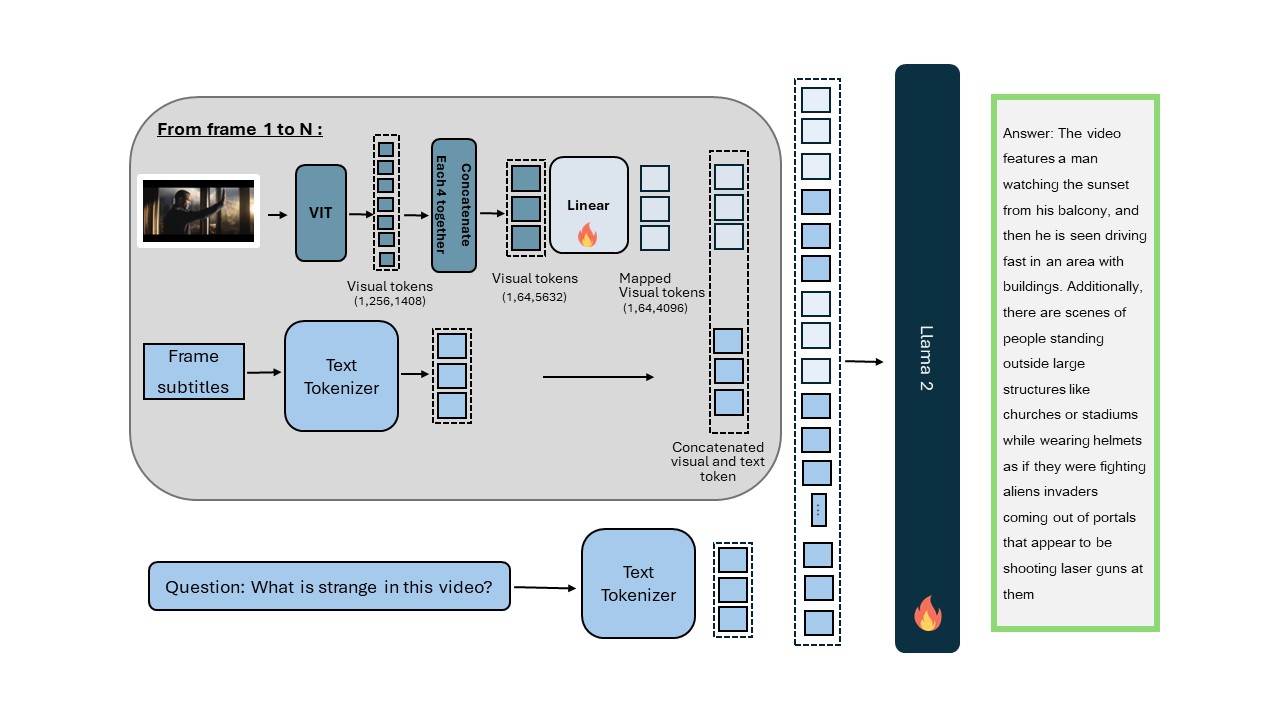 From frame 1 to N :
VIT
Concatenate
Each 4 together
Linear
Visual tokens
(1,256,1408)
Visual tokens
(1,64,5632)
Mapped
Visual tokens
(1,64,4096)
Frame
subtitles
Text
Tokenizer
Concatenated
visual and text
token
Question: What is strange in this video?
Text
Tokenizer
...
Llama 2
Answer: The video
features a man
watching the sunset
from his balcony, and
then he is seen driving
fast in an area with
buildings. Additionally,
there are scenes of
people standing
outside large
structures like
churches or stadiums
while wearing helmets
as if they were fighting
aliens invaders
coming out of portals
that appear to be
shooting laser guns at
them